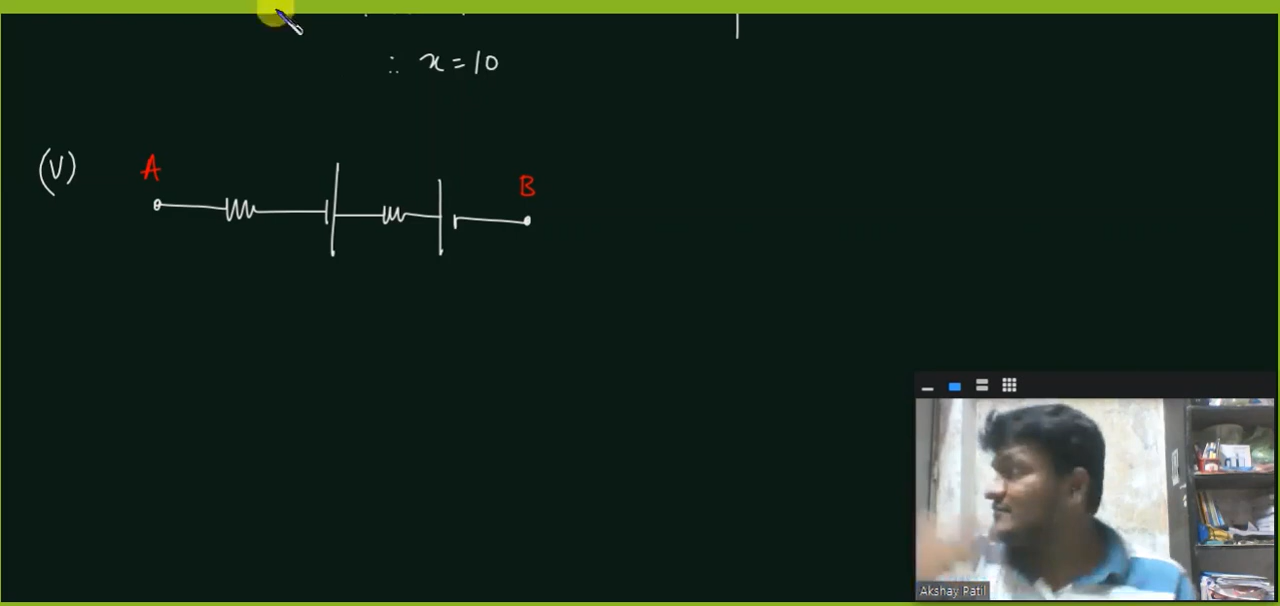 ∴ x = 10
(V)
A
B
Akshay Patil